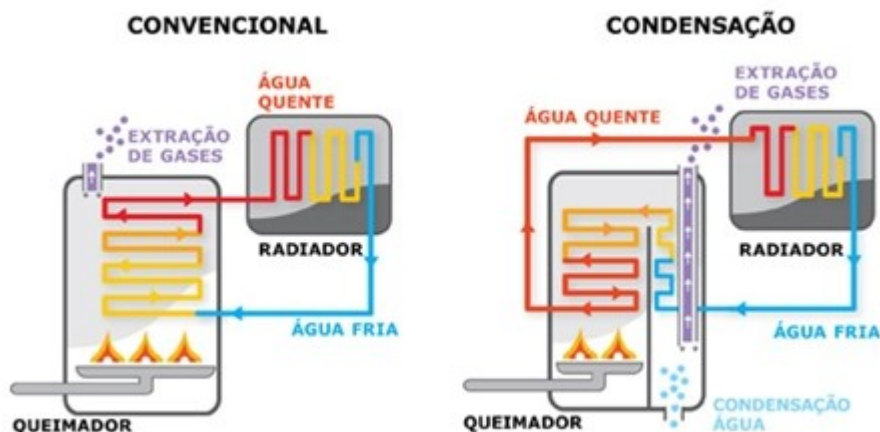 CONVENCIONAL
ÁGUA
QUENTE
EXTRAÇÃO
DE GASES
RADIADOR
ÁGUA FRIA
QUEIMADOR
CONDENSAÇÃO
EXTRAÇÃO
DE GASES
ÁGUA QUENTE
RADIADOR
ÁGUA FRIA
QUEIMADOR
CONDENSAÇÃO
ÁGUA